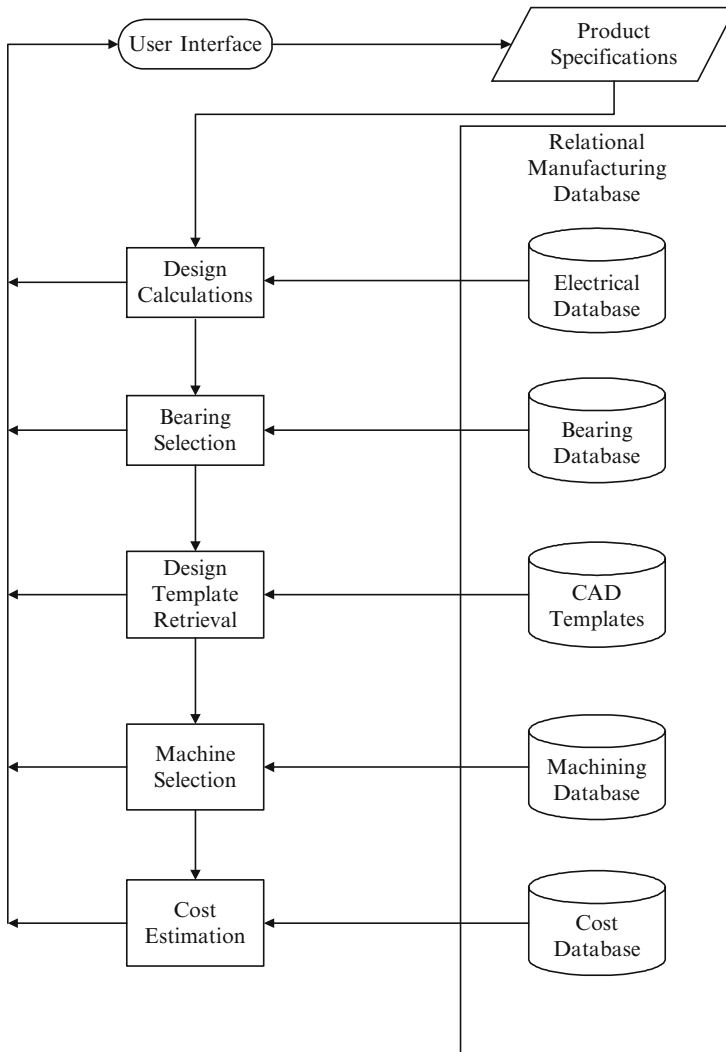 User Interface
Product
Specifications
Relational
Manufacturing
Database
Design
Calculations
Electrical
Database
Bearing
Selection
Bearing
Database
Design
Template
Retrieval
CAD
Templates
Machine
Selection
Machining
Database
Cost
Estimation
Cost
Database